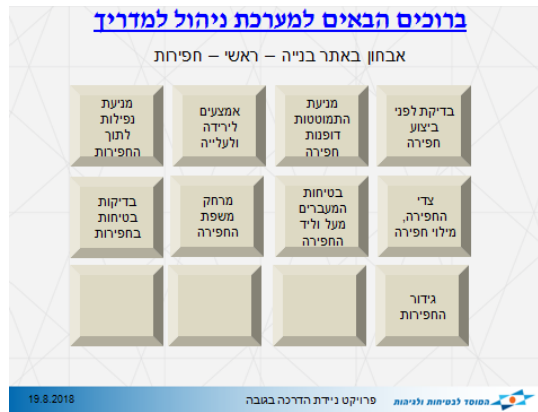 ברוכים הבאים למערכת ניהול למדריך
אבחון באתר בנייה – ראשי – חפירות
בדיקת לפני
ביצוע
חפירה
מניעת
התמוטטות
דופנות
חפירה
אמצעים
לירידה
ולעלייה
מניעת
נפילות
לתוך
החפירות
צדי
החפירה,
מילוי חפירה
בטיחות
המעברים
מעל וליד
החפירה
מרחק
משפת
החפירה
בדיקות
בטיחות
בחפירות
גידור
החפירות
המוסד לבטיחות ולגיהות
פרויקט ניידת הדרכה בגובה
19.8.2018